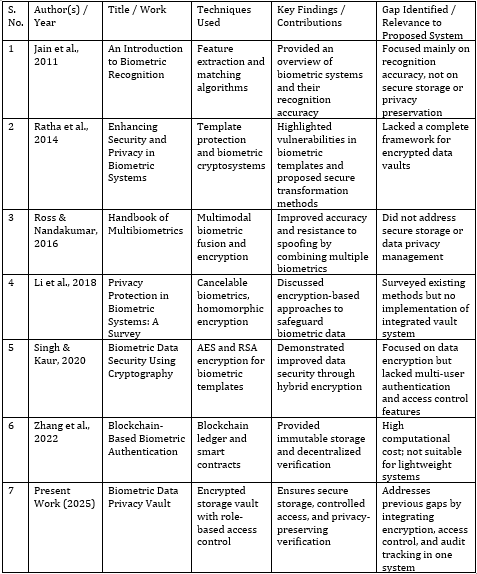 S. No. | Author(s) / Year | Title / Work | Techniques Used | Key Findings / Contributions | Gap Identified / Relevance to Proposed System
1 | Jain et al., 2011 | An Introduction to Biometric Recognition | Feature extraction and matching algorithms | Provided an overview of biometric systems and their recognition accuracy | Focused mainly on recognition accuracy, not on secure storage or privacy preservation
2 | Ratha et al., 2014 | Enhancing Security and Privacy in Biometric Systems | Template protection and biometric cryptosystems | Highlighted vulnerabilities in biometric templates and proposed secure transformation methods | Lacked a complete framework for encrypted data vaults
3 | Ross & Nandakumar, 2016 | Handbook of Multibiometrics | Multimodal biometric fusion and encryption | Improved accuracy and resistance to spoofing by combining multiple biometrics | Did not address secure storage or data privacy management
4 | Li et al., 2018 | Privacy Protection in Biometric Systems: A Survey | Cancelable biometrics, homomorphic encryption | Discussed encryption-based approaches to safeguard biometric data | Surveyed existing methods but no implementation of integrated vault system
5 | Singh & Kaur, 2020 | Biometric Data Security Using Cryptography | AES and RSA encryption for biometric templates | Demonstrated improved data security through hybrid encryption | Focused on data encryption but lacked multi-user authentication and access control features
6 | Zhang et al., 2022 | Blockchain-Based Biometric Authentication | Blockchain ledger and smart contracts | Provided immutable storage and decentralized verification | High computational cost; not suitable for lightweight systems
7 | Present Work (2025) | Biometric Data Privacy Vault | Encrypted storage vault with role-based access control | Ensures secure storage, controlled access, and privacy-preserving verification | Addresses previous gaps by integrating encryption, access control, and audit tracking in one system